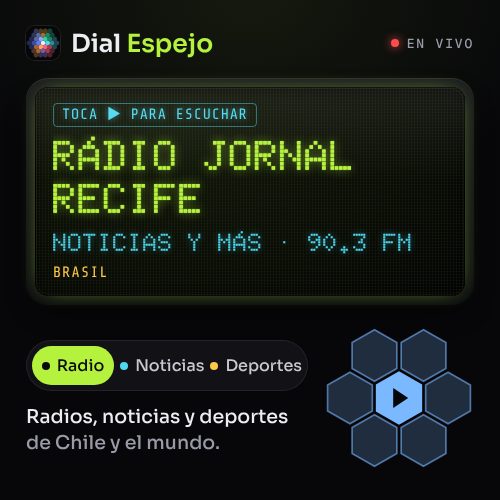 Dial Espejo
EN VIVO
TOCA ▶ PARA ESCUCHAR
RÁDIO JORNAL
RECIFE
NOTICIAS Y MÁS · 90.3 FM
BRASIL
Radio
Noticias
Deportes
Radios, noticias y deportes
de Chile y el mundo.